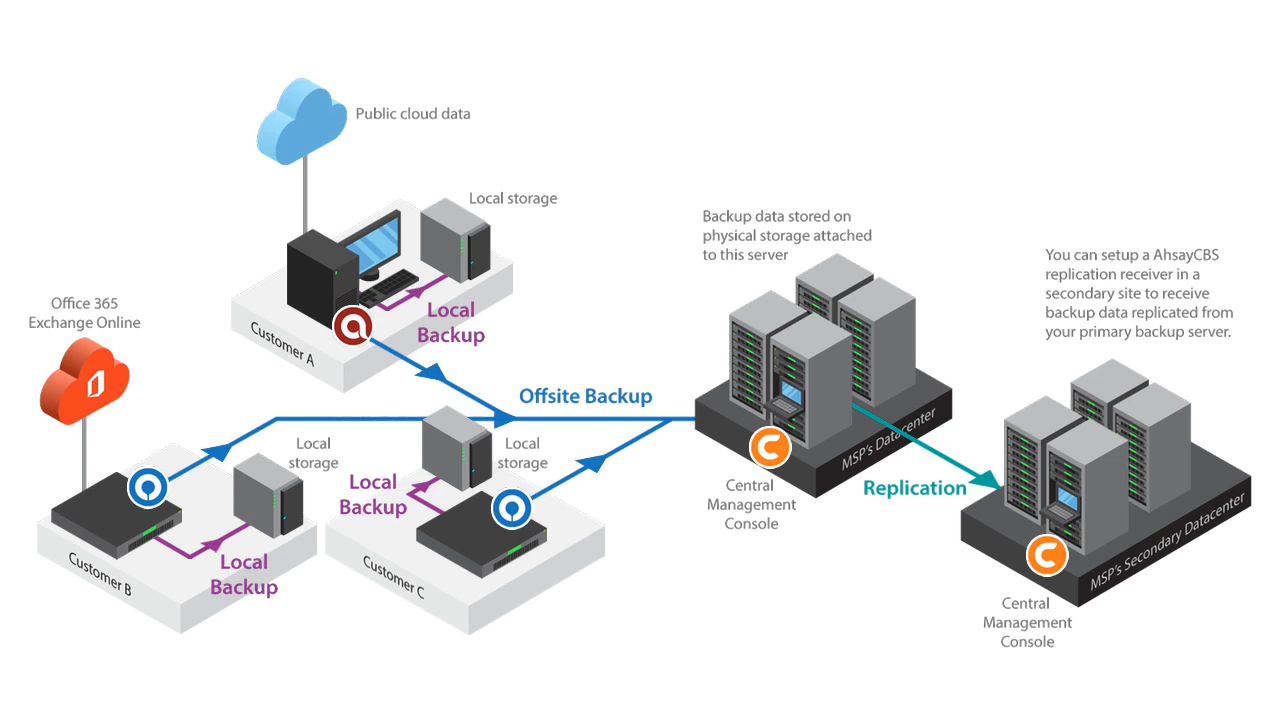 Public cloud data
Local storage
Local
Backup
Customer A
Office 365
Exchange Online
Offsite Backup
Local
storage
Local
Backup
Customer B
Local
storage
Local
Backup
Customer C
Backup data stored on
physical storage attached
to this server
MSP's Datacenter
Central
Management
Console
Replication
You can setup a AhsayCBS
replication receiver in a
secondary site to receive
backup data replicated from
your primary backup server.
MSP's Secondary Datacenter
Central
Management
Console